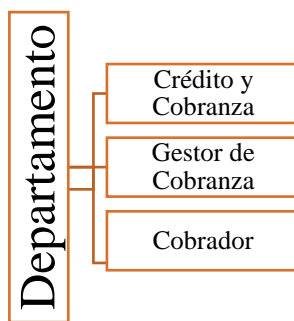 Departamento
Crédito y
Cobranza
Gestor de
Cobranza
Cobrador